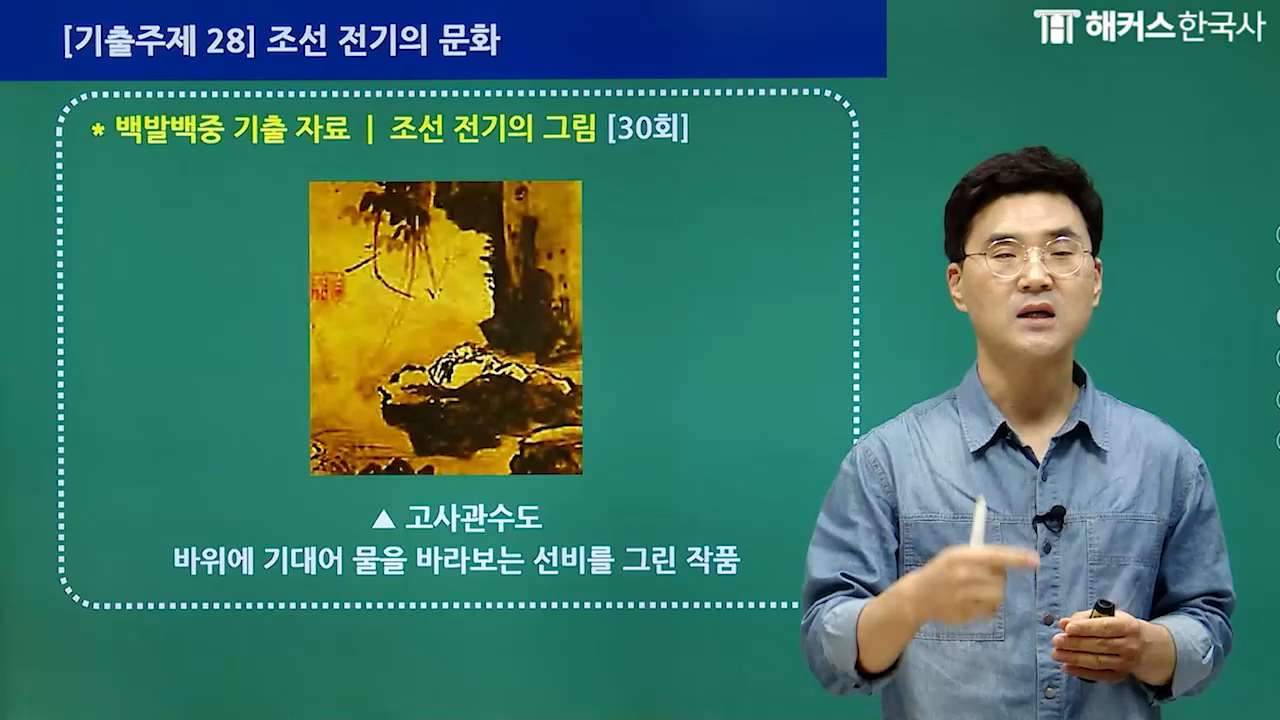 [기출주제 28] 조선 전기의 문화
해커스한국사
* 백발백중 기출 자료 | 조선 전기의 그림 [30회]
▲ 고사관수도
바위에 기대어 물을 바라보는 선비를 그린 작품